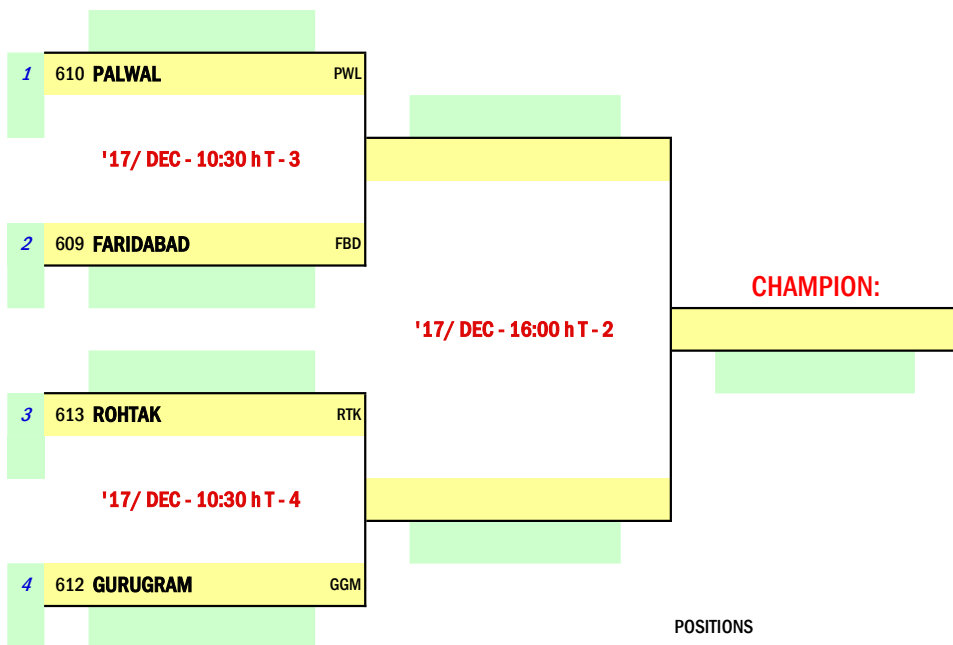 1 610 PALWAL PWL
'17/ DEC - 10:30 h T - 3
2 609 FARIDABAD FBD
CHAMPION:
'17/ DEC - 16:00 h T - 2
3 613 ROHTAK RTK
'17/ DEC - 10:30 h T - 4
4 612 GURUGRAM GGM
POSITIONS